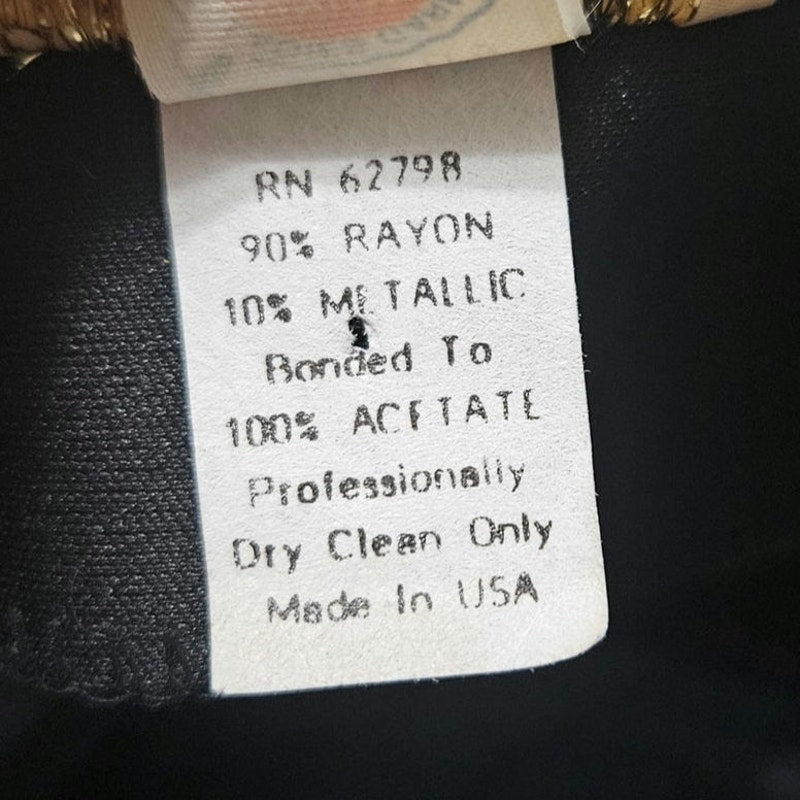 RN 62798
90% RAYON
10% METALLIC
Bonded To
100% ACETATE
Professionally
Dry Clean Only
Made In USA